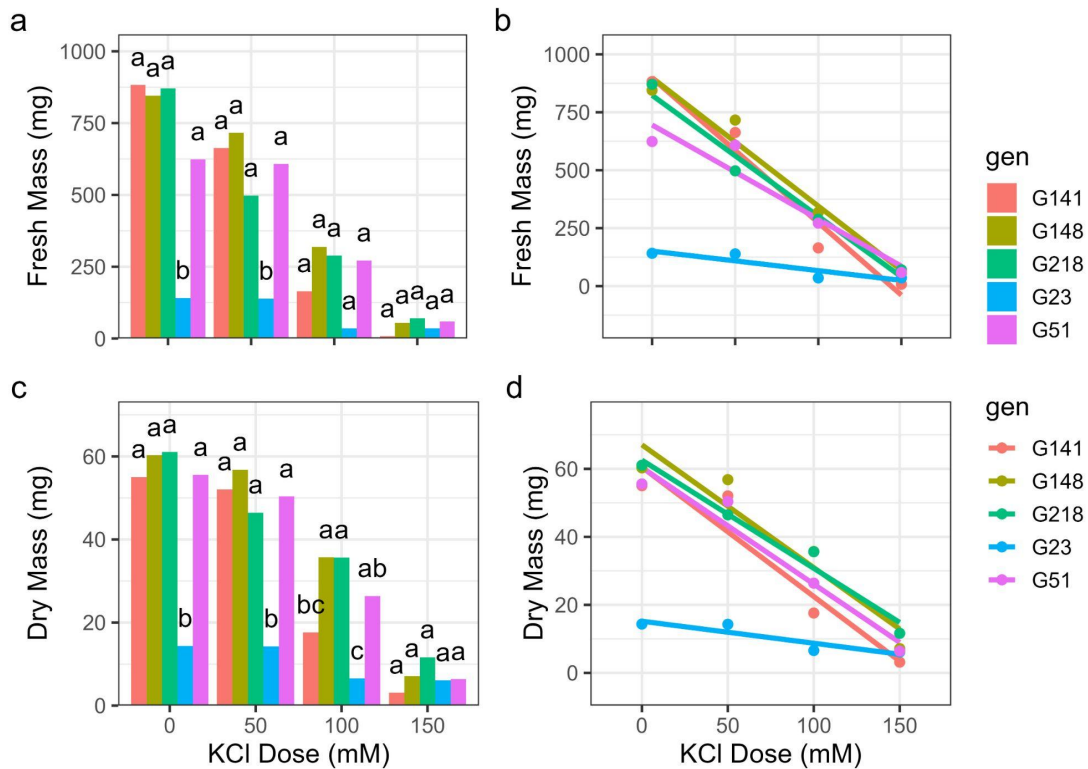 a
Fresh Mass (mg)
1000
750
500
250
0
a a a b a
a a a b a
a a a a a
a a a a a
b
Fresh Mass (mg)
1000
750
500
250
0
gen
G141
G148
G218
G23
G51
c
Dry Mass (mg)
60
40
20
0
a a a b a
a a a b a
bc a a c ab
a a a a a
0 50 100 150
KCl Dose (mM)
d
Dry Mass (mg)
60
40
20
0
0 50 100 150
KCl Dose (mM)
gen
G141
G148
G218
G23
G51